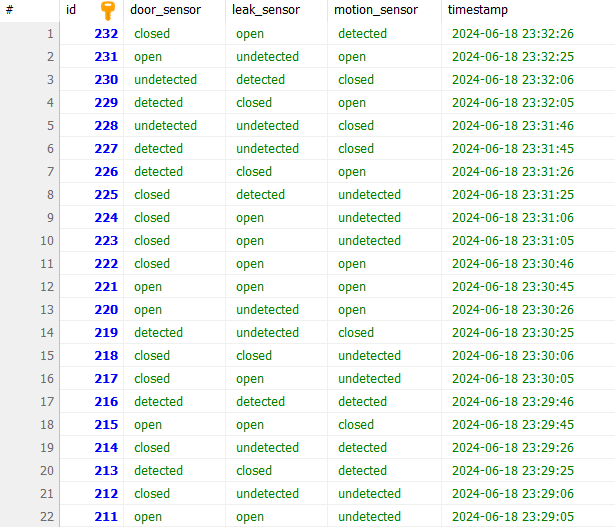 # id door_sensor leak_sensor motion_sensor timestamp
1 232 closed open detected 2024-06-18 23:32:26
2 231 open undetected open 2024-06-18 23:32:25
3 230 undetected detected closed 2024-06-18 23:32:06
4 229 detected closed open 2024-06-18 23:32:05
5 228 undetected undetected closed 2024-06-18 23:31:46
6 227 detected undetected closed 2024-06-18 23:31:45
7 226 detected closed open 2024-06-18 23:31:26
8 225 closed detected undetected 2024-06-18 23:31:25
9 224 closed open undetected 2024-06-18 23:31:06
10 223 closed open undetected 2024-06-18 23:31:05
11 222 closed open open 2024-06-18 23:30:46
12 221 open open open 2024-06-18 23:30:45
13 220 open undetected open 2024-06-18 23:30:26
14 219 detected undetected closed 2024-06-18 23:30:25
15 218 closed closed undetected 2024-06-18 23:30:06
16 217 closed open undetected 2024-06-18 23:30:05
17 216 detected detected detected 2024-06-18 23:29:46
18 215 open open closed 2024-06-18 23:29:45
19 214 closed undetected detected 2024-06-18 23:29:26
20 213 detected closed detected 2024-06-18 23:29:25
21 212 closed undetected undetected 2024-06-18 23:29:06
22 211 open open undetected 2024-06-18 23:29:05